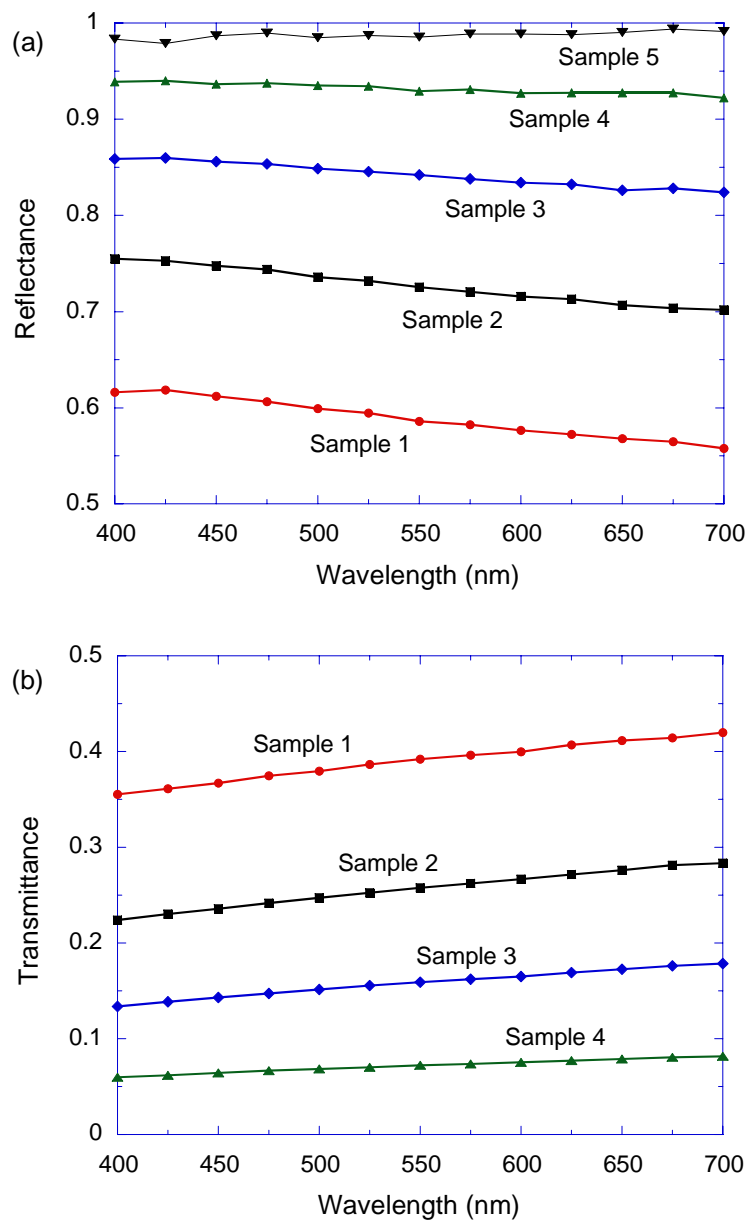 (a)
1
0.9
0.8
0.7
0.6
0.5
Reflectance
Sample 5
Sample 4
Sample 3
Sample 2
Sample 1
400 450 500 550 600 650 700
Wavelength (nm)
(b)
0.5
0.4
0.3
0.2
0.1
0
Transmittance
Sample 1
Sample 2
Sample 3
Sample 4
400 450 500 550 600 650 700
Wavelength (nm)